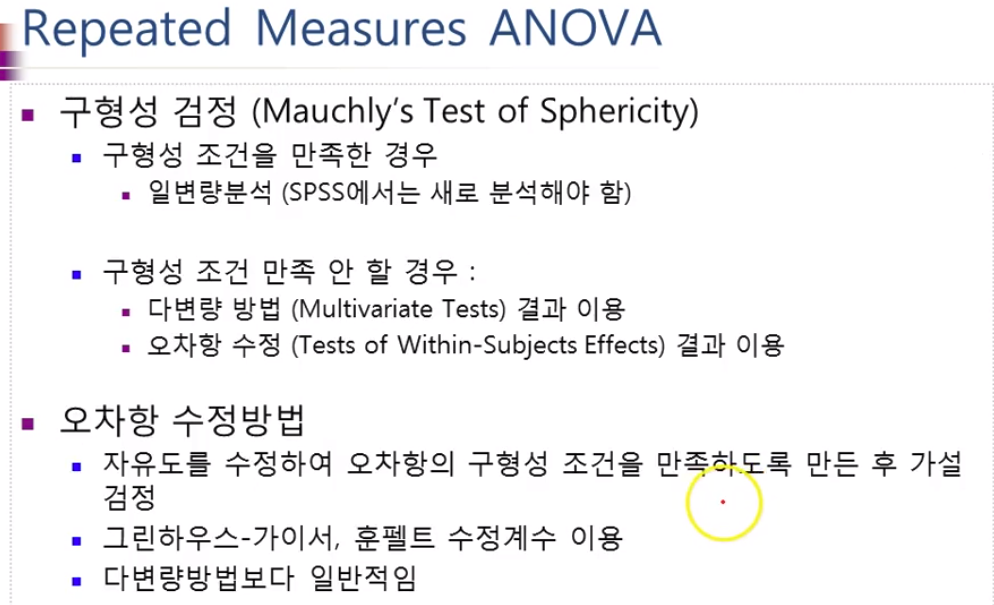 Repeated Measures ANOVA
구형성 검정 (Mauchly's Test of Sphericity)
구형성 조건을 만족한 경우
일변량분석 (SPSS에서는 새로 분석해야 함)
구형성 조건 만족 안 할 경우 :
다변량 방법 (Multivariate Tests) 결과 이용
오차항 수정 (Tests of Within-Subjects Effects) 결과 이용
오차항 수정방법
자유도를 수정하여 오차항의 구형성 조건을 만족하도록 만든 후 가설
검정
그린하우스-가이서, 훈펠트 수정계수 이용
다변량방법보다 일반적임